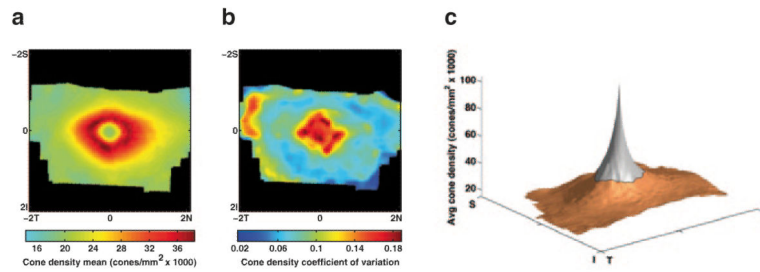 a
b
c
−2S
0
2I
−2T 0 2N
16 20 24 28 32 36
Cone density mean (cones/mm² x 1000)
−2S
0
2I
−2T 0 2N
0.02 0.06 0.1 0.14 0.18
Cone density coefficient of variation
Avg cone density (cones/mm² x 1000)
100
80
60
40
20
S
I T